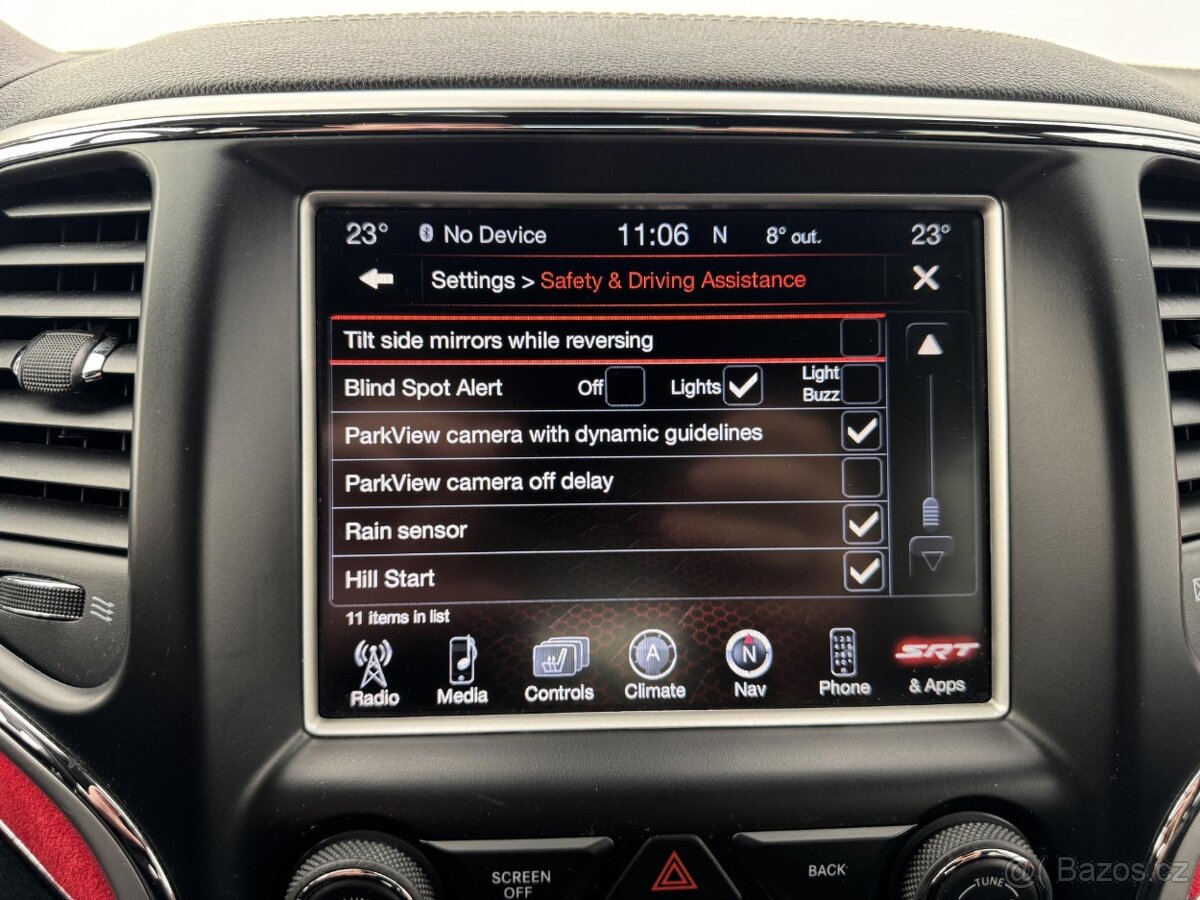 23° No Device 11:06 N 8° out. 23°
Settings > Safety & Driving Assistance
Tilt side mirrors while reversing
Blind Spot Alert Off Lights Light Buzz
ParkView camera with dynamic guidelines
ParkView camera off delay
Rain sensor
Hill Start
11 items in list
A N
Radio Media Controls Climate Nav Phone SRT & Apps
SCREEN OFF
BACK
TUNE
Bazos.cz